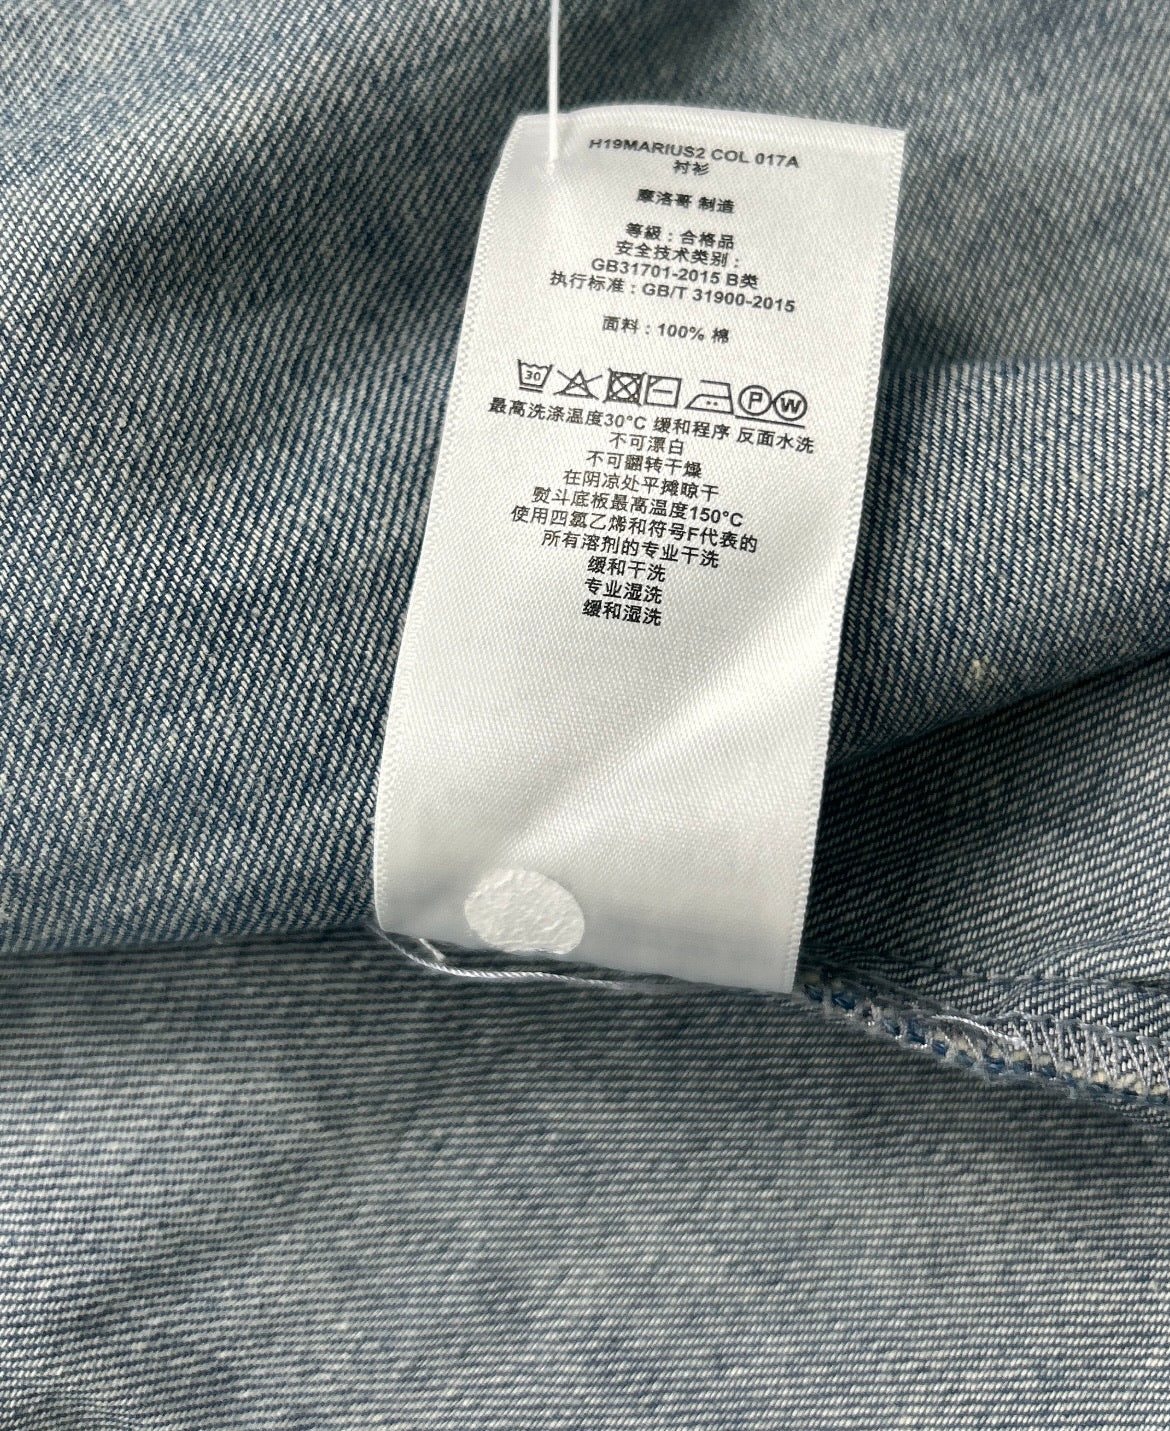 H19MARIUS2 COL 017A
衬衫
摩洛哥 制造
等級：合格品
安全技术类别：
GB31701-2015 B类
执行标准：GB/T 31900-2015
面料：100% 棉
30 P W
最高洗涤温度30°C 缓和程序 反面水洗
不可漂白
不可翻转干燥
在阴凉处平摊晾干
熨斗底板最高温度150°C
使用四氯乙烯和符号F代表的
所有溶剂的专业干洗
缓和干洗
专业湿洗
缓和湿洗